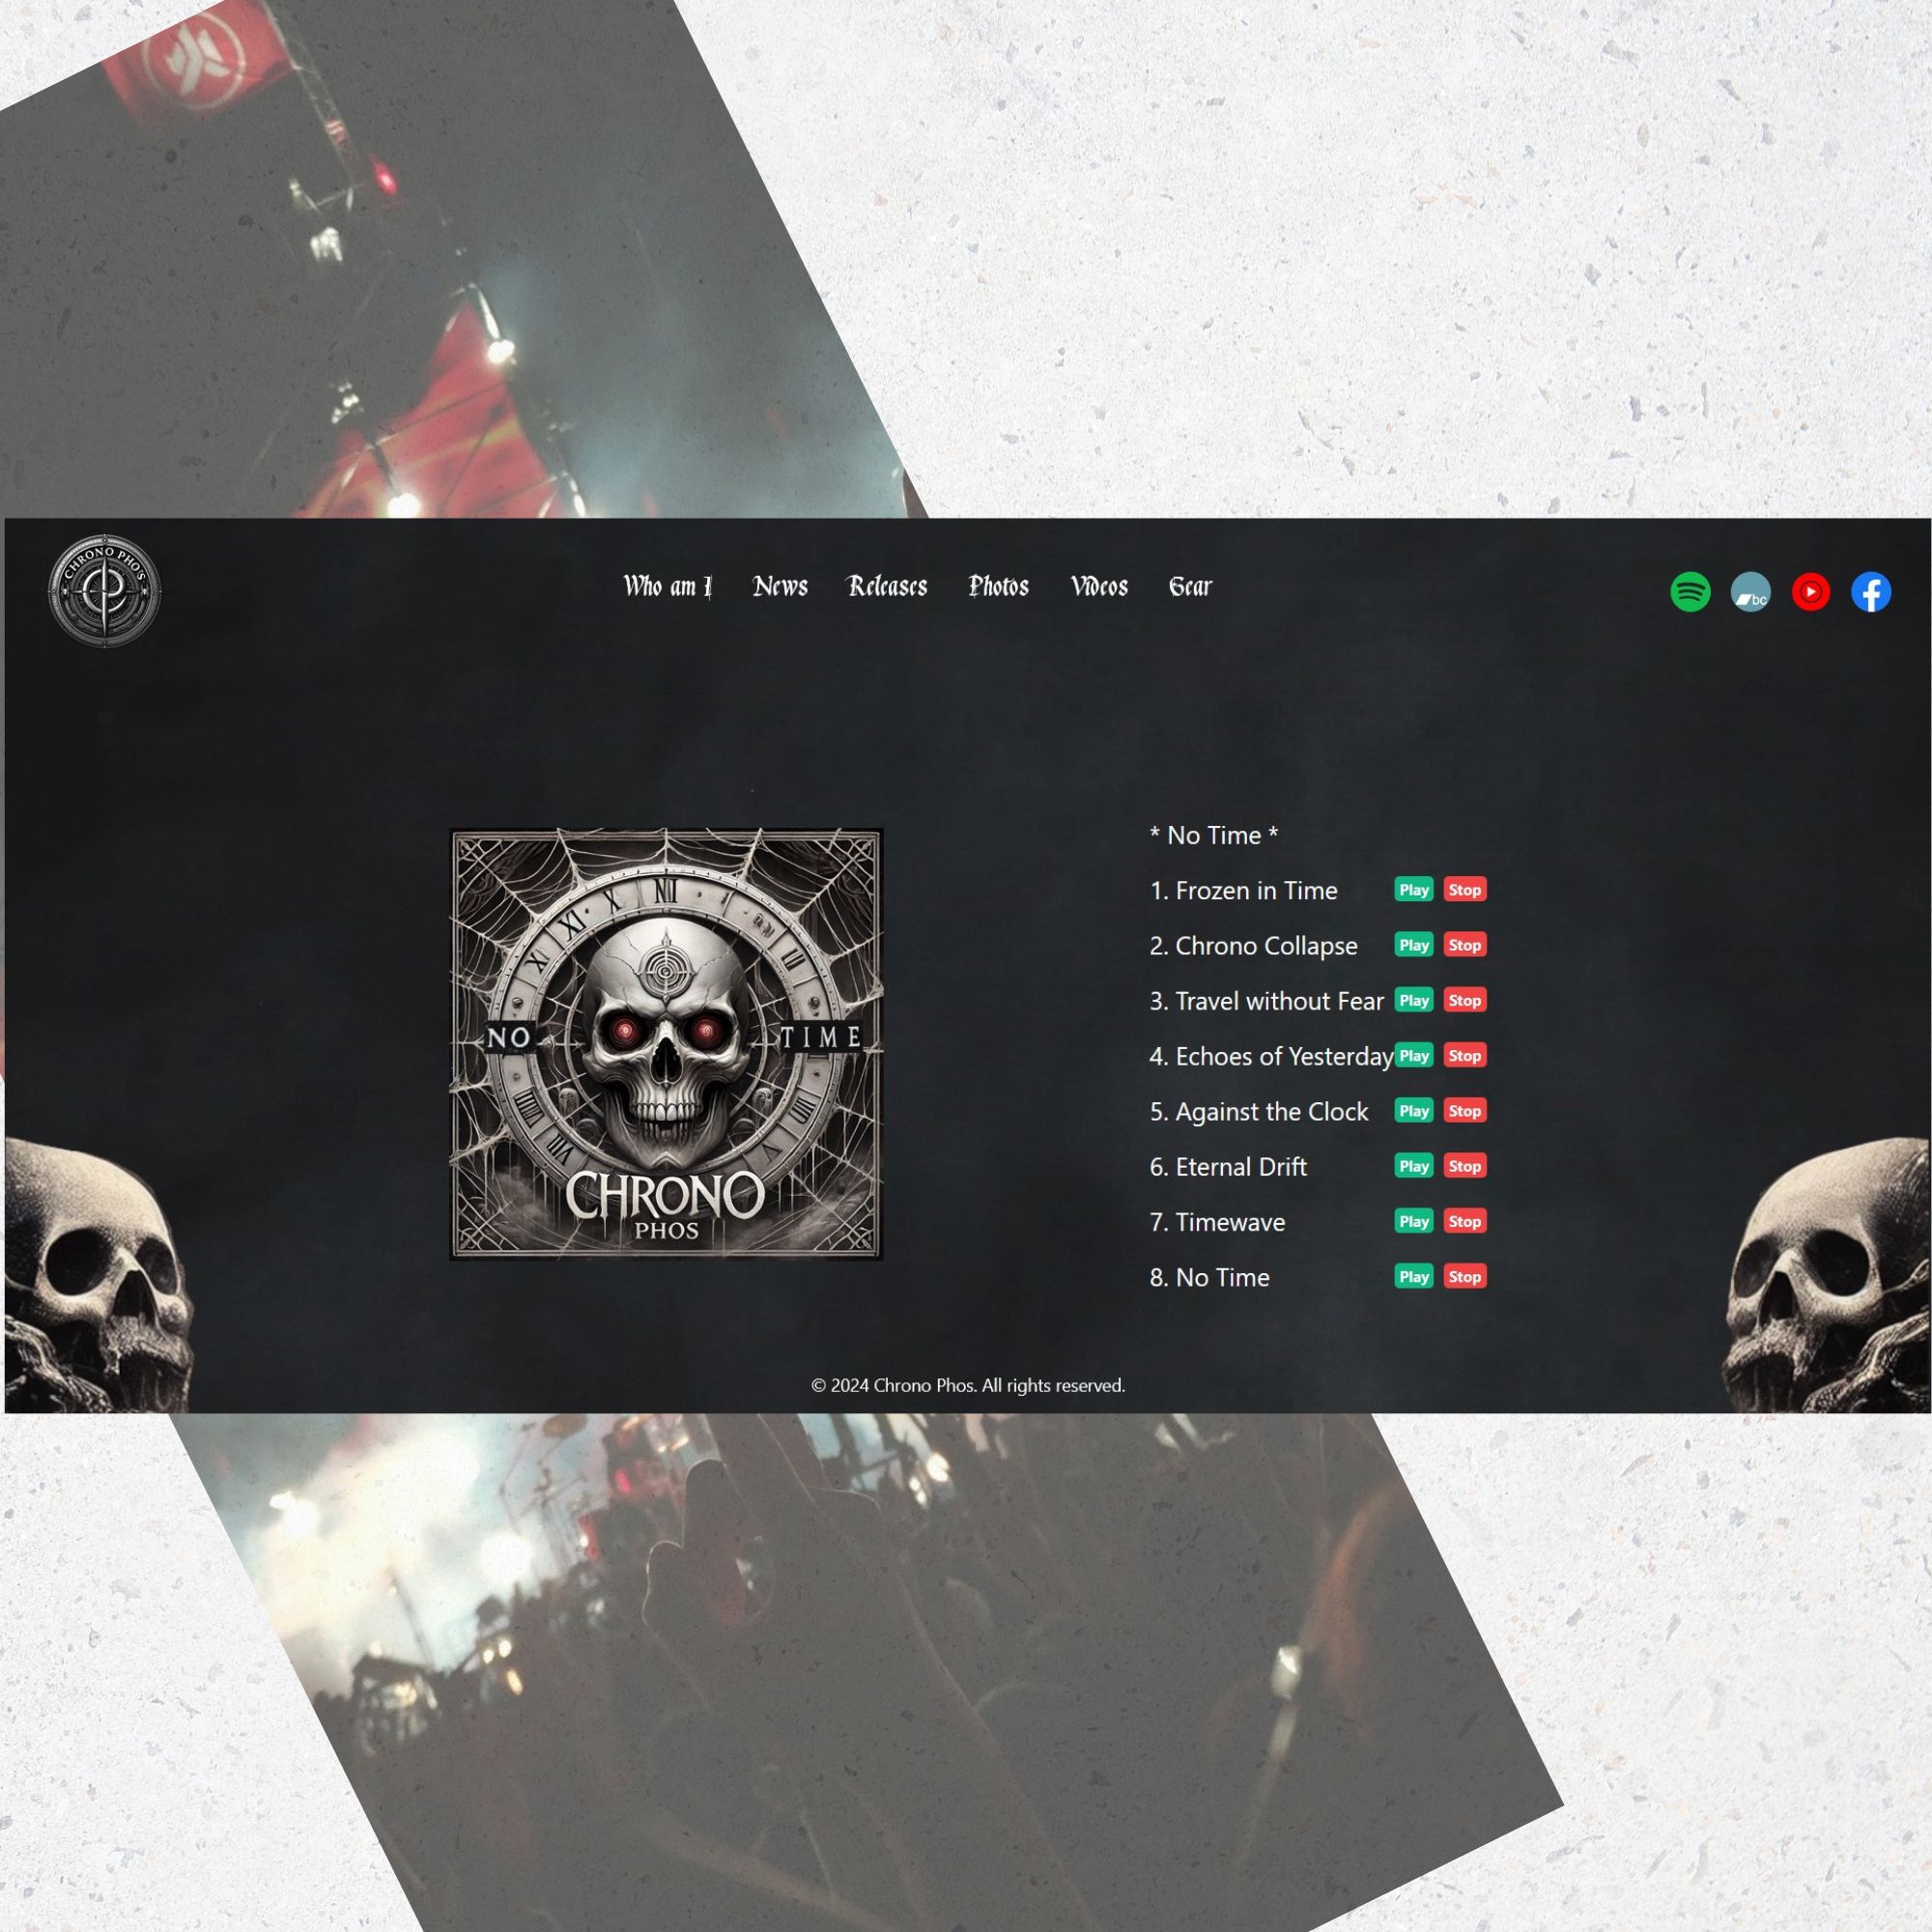 CHRONO PHO'S
Who am I News Releases Photos Videos Gear
bc
* No Time *
1. Frozen in Time Play Stop
2. Chrono Collapse Play Stop
3. Travel without Fear Play Stop
4. Echoes of Yesterday Play Stop
5. Against the Clock Play Stop
6. Eternal Drift Play Stop
7. Timewave Play Stop
8. No Time Play Stop
NO TIME
CHRONO
PHOS
© 2024 Chrono Phos. All rights reserved.